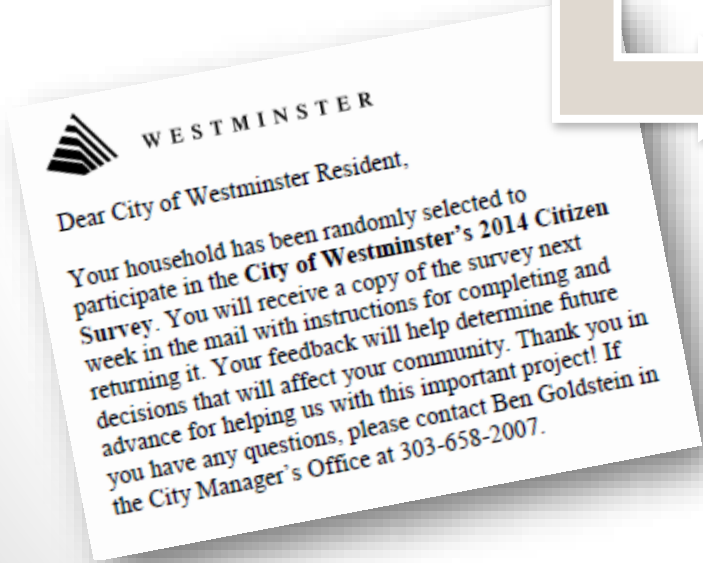 WESTMINSTER
Dear City of Westminster Resident,
Your household has been randomly selected to
participate in the City of Westminster's 2014 Citizen
Survey. You will receive a copy of the survey next
week in the mail with instructions for completing and
returning it. Your feedback will help determine future
decisions that will affect your community. Thank you in
advance for helping us with this important project! If
you have any questions, please contact Ben Goldstein in
the City Manager's Office at 303-658-2007.